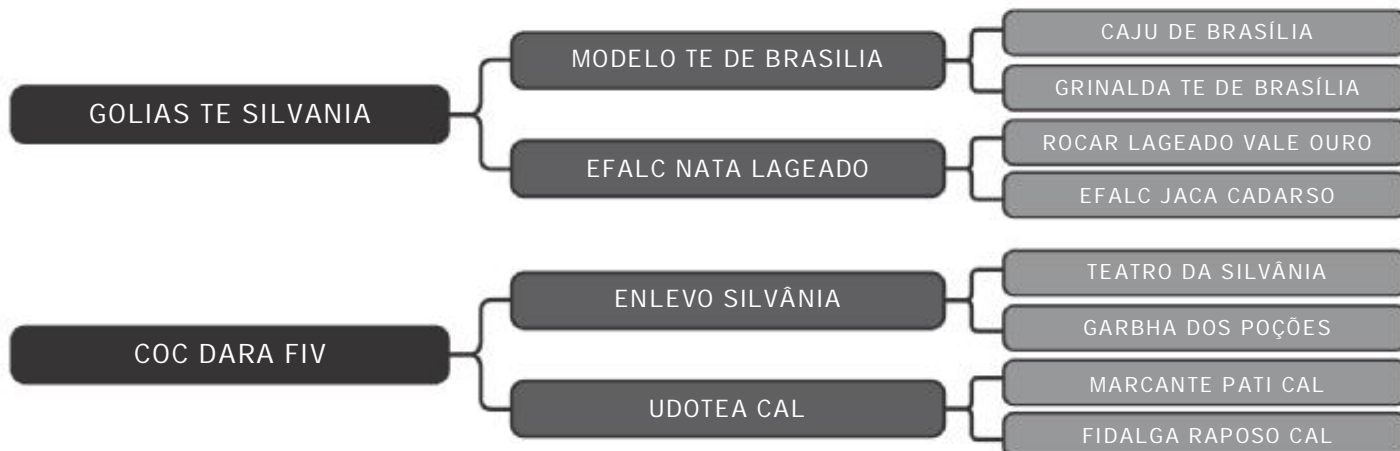 GOLIAS TE SILVANIA
MODELO TE DE BRASILIA
CAJU DE BRASÍLIA
GRINALDA TE DE BRASÍLIA
EFALC NATA LAGEADO
ROCAR LAGEADO VALE OURO
EFALC JACA CADARSO
COC DARA FIV
ENLEVO SILVÂNIA
TEATRO DA SILVÂNIA
GARBHA DOS POÇÕES
UDOTEA CAL
MARCANTE PATI CAL
FIDALGA RAPOSO CAL